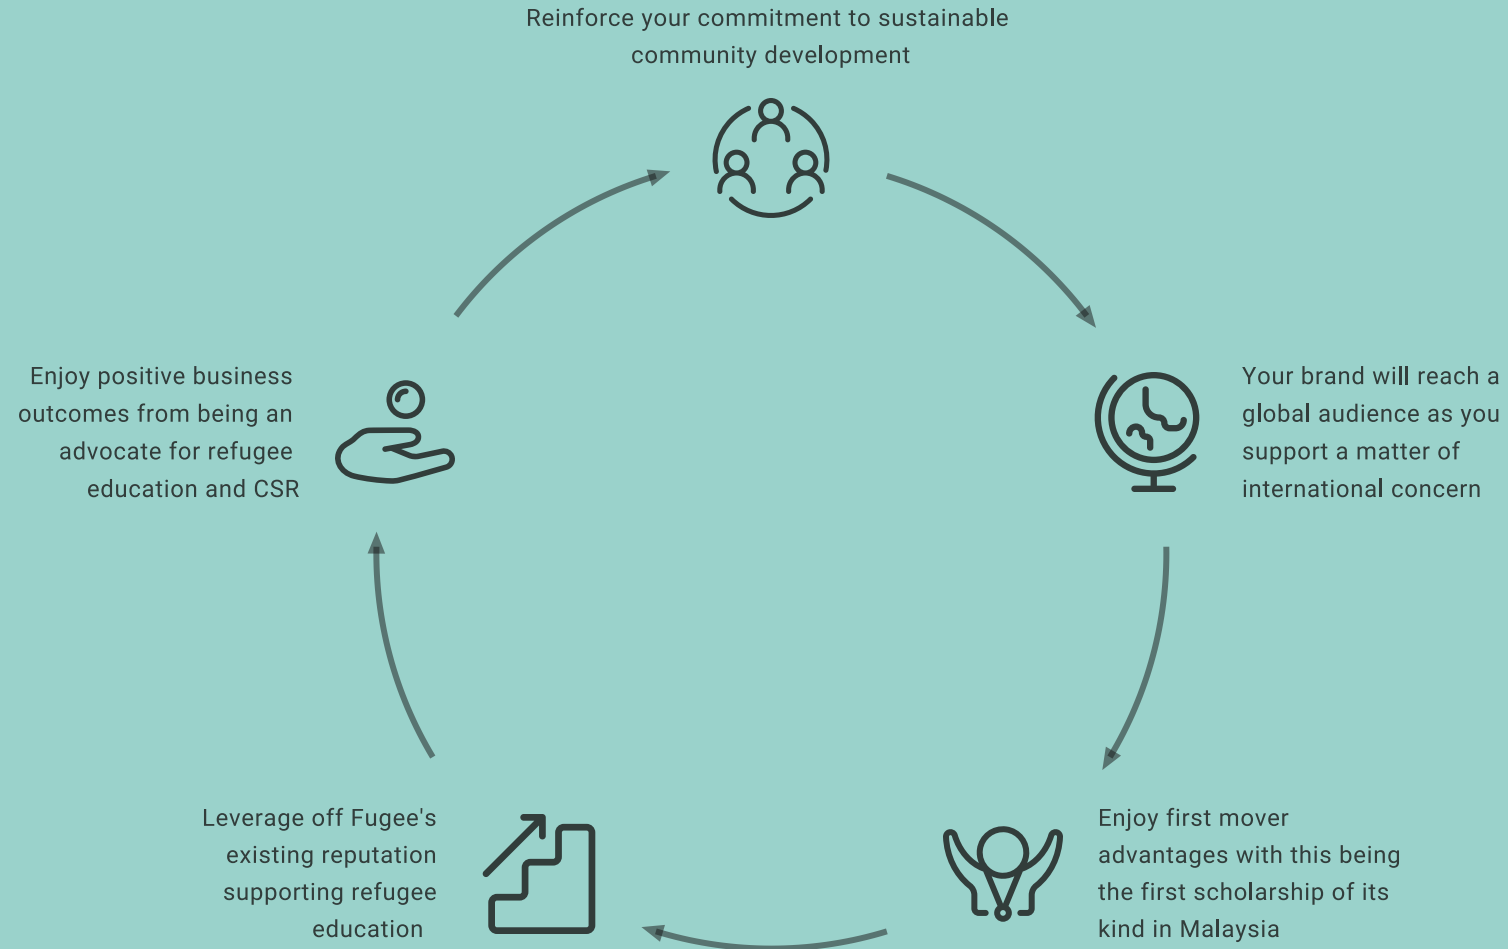 Reinforce your commitment to sustainable
community development
Your brand will reach a
global audience as you
support a matter of
international concern
Enjoy first mover
advantages with this being
the first scholarship of its
kind in Malaysia
Leverage off Fugee's
existing reputation
supporting refugee
education
Enjoy positive business
outcomes from being an
advocate for refugee
education and CSR